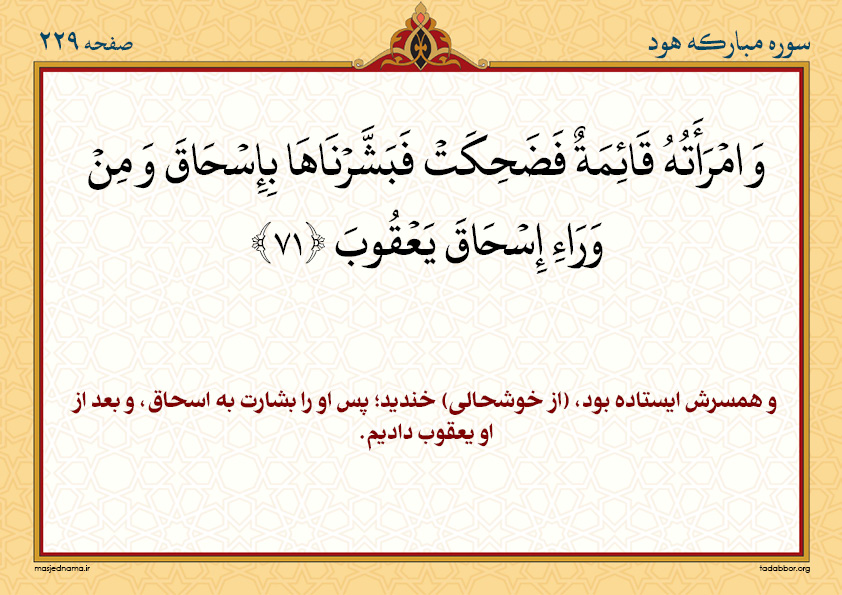 سوره مبارکه هود
صفحه ۲۲۹
وَ امْرَأَتُهُ قَائِمَةٌ فَضَحِكَتْ فَبَشَّرْنَاهَا بِإِسْحَاقَ وَ مِنْ
وَرَاءِ إِسْحَاقَ يَعْقُوبَ ﴿۷۱﴾
و همسرش ایستاده بود، (از خوشحالی) خندید؛ پس او را بشارت به اسحاق، و بعد از
او یعقوب دادیم.
masjednama.ir
tadabbor.org